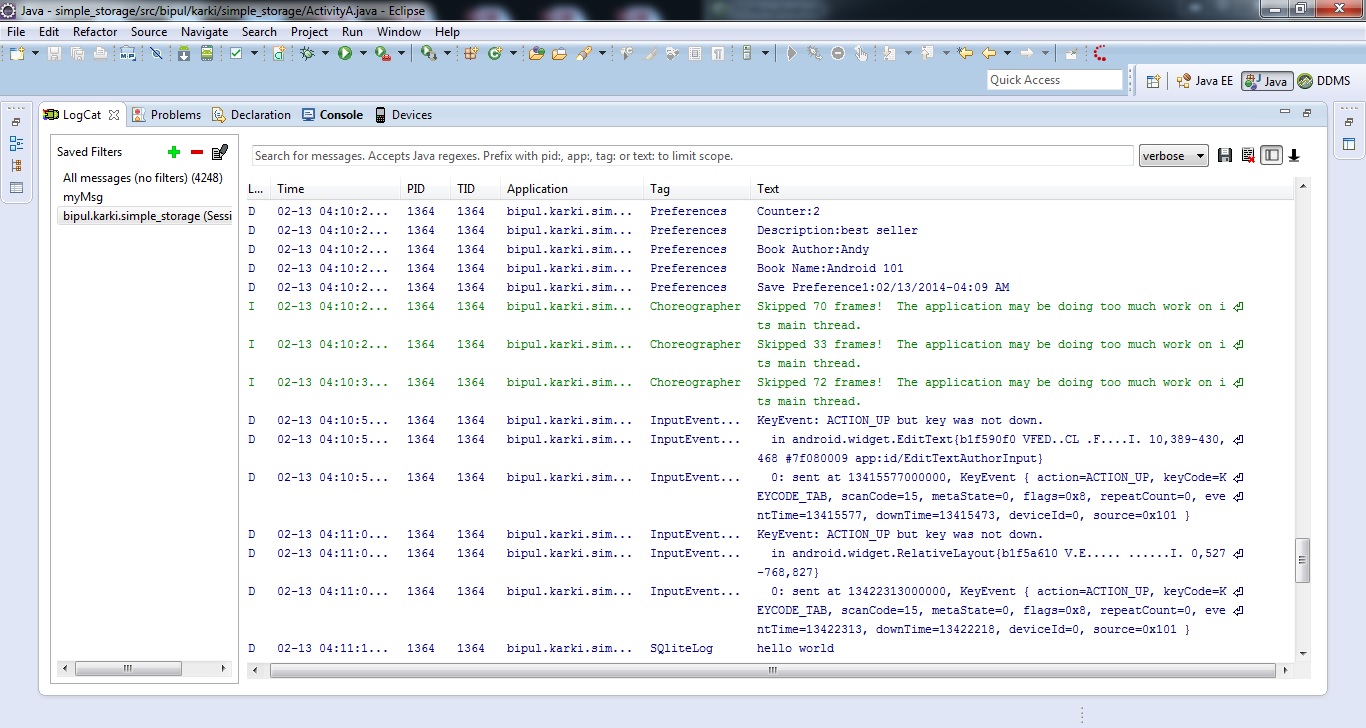 Java - simple_storage/src/bipul/karki/simple_storage/ActivityA.java - Eclipse
File Edit Refactor Source Navigate Search Project Run Window Help
Quick Access
Java EE Java DDMS
LogCat Problems Declaration Console Devices
Saved Filters
Search for messages. Accepts Java regexes. Prefix with pid:, app:, tag: or text: to limit scope.
verbose
All messages (no filters) (4248)
myMsg
bipul.karki.simple_storage (Sessi
L... Time PID TID Application Tag Text
D 02-13 04:10:2... 1364 1364 bipul.karki.sim... Preferences Counter:2
D 02-13 04:10:2... 1364 1364 bipul.karki.sim... Preferences Description:best seller
D 02-13 04:10:2... 1364 1364 bipul.karki.sim... Preferences Book Author:Andy
D 02-13 04:10:2... 1364 1364 bipul.karki.sim... Preferences Book Name:Android 101
D 02-13 04:10:2... 1364 1364 bipul.karki.sim... Preferences Save Preference1:02/13/2014-04:09 AM
I 02-13 04:10:2... 1364 1364 bipul.karki.sim... Choreographer Skipped 70 frames! The application may be doing too much work on i
ts main thread.
I 02-13 04:10:2... 1364 1364 bipul.karki.sim... Choreographer Skipped 33 frames! The application may be doing too much work on i
ts main thread.
I 02-13 04:10:3... 1364 1364 bipul.karki.sim... Choreographer Skipped 72 frames! The application may be doing too much work on i
ts main thread.
D 02-13 04:10:5... 1364 1364 bipul.karki.sim... InputEvent... KeyEvent: ACTION_UP but key was not down.
D 02-13 04:10:5... 1364 1364 bipul.karki.sim... InputEvent... in android.widget.EditText{b1f590f0 VFED..CL .F....I. 10,389-430,
468 #7f080009 app:id/EditTextAuthorInput}
D 02-13 04:10:5... 1364 1364 bipul.karki.sim... InputEvent... 0: sent at 13415577000000, KeyEvent { action=ACTION_UP, keyCode=K
EYCODE_TAB, scanCode=15, metaState=0, flags=0x8, repeatCount=0, eve
ntTime=13415577, downTime=13415473, deviceId=0, source=0x101 }
D 02-13 04:11:0... 1364 1364 bipul.karki.sim... InputEvent... KeyEvent: ACTION_UP but key was not down.
D 02-13 04:11:0... 1364 1364 bipul.karki.sim... InputEvent... in android.widget.RelativeLayout{b1f5a610 V.E..... ......I. 0,527
-768,827}
D 02-13 04:11:0... 1364 1364 bipul.karki.sim... InputEvent... 0: sent at 13422313000000, KeyEvent { action=ACTION_UP, keyCode=K
EYCODE_TAB, scanCode=15, metaState=0, flags=0x8, repeatCount=0, eve
ntTime=13422313, downTime=13422218, deviceId=0, source=0x101 }
D 02-13 04:11:1... 1364 1364 bipul.karki.sim... SQliteLog hello world